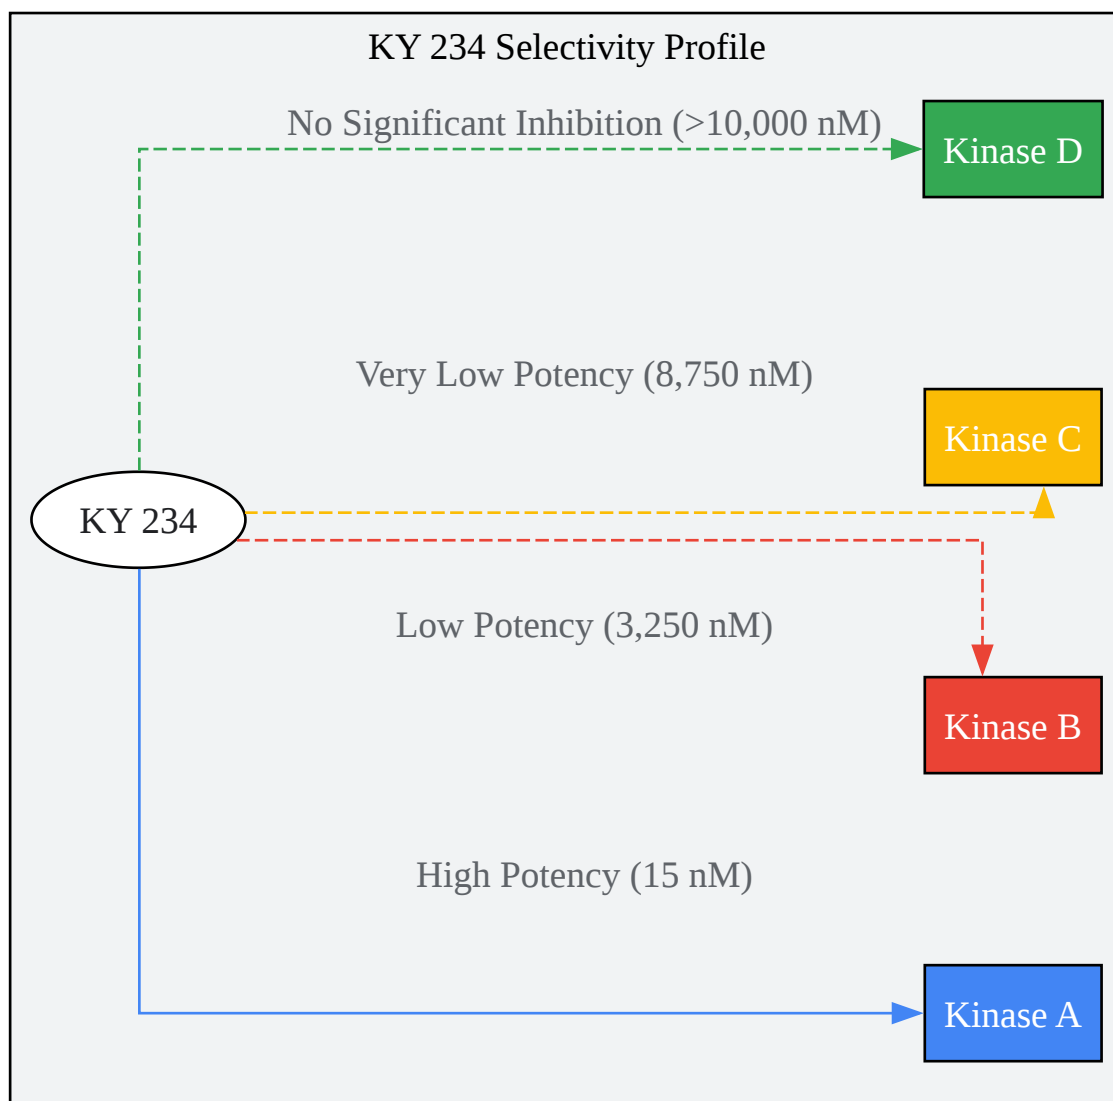 KY 234 Selectivity Profile
No Significant Inhibition (>10,000 nM)
Kinase D
Very Low Potency (8,750 nM)
Kinase C
KY 234
Low Potency (3,250 nM)
Kinase B
High Potency (15 nM)
Kinase A